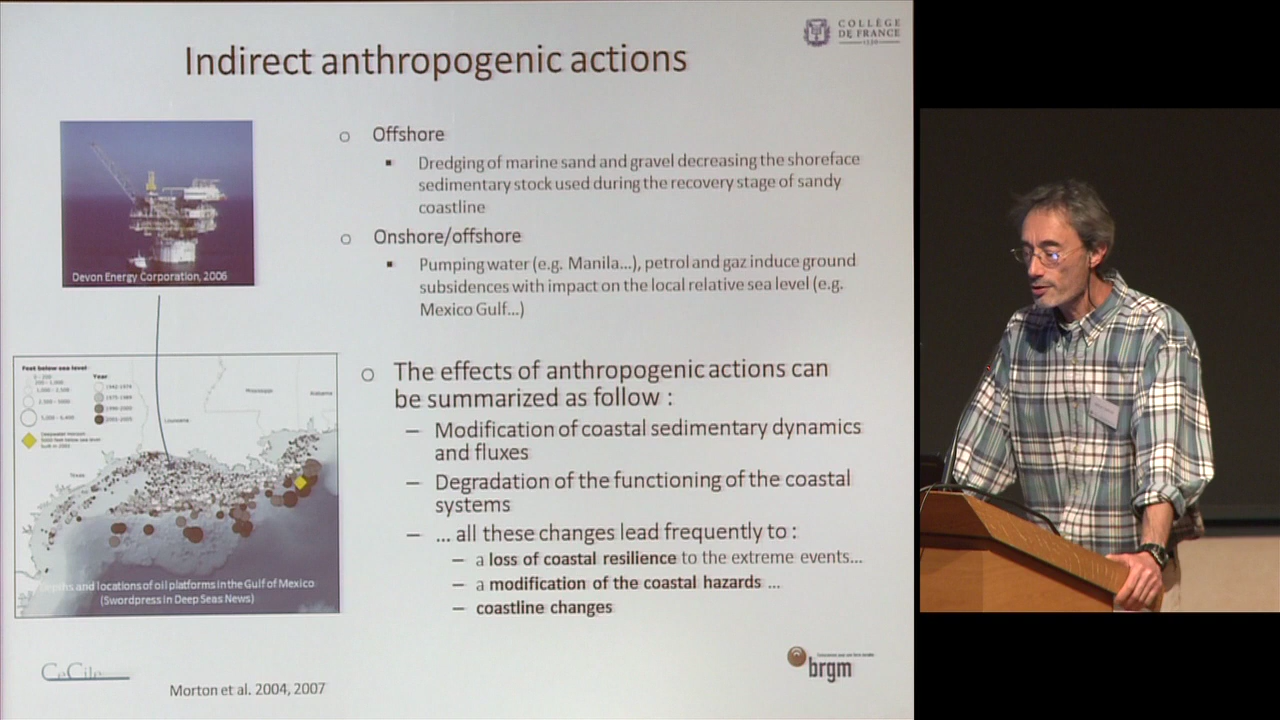 COLLÈGE
DE FRANCE
1530
Indirect anthropogenic actions
Devon Energy Corporation, 2006
o Offshore
▪ Dredging of marine sand and gravel decreasing the shoreface
sedimentary stock used during the recovery stage of sandy
coastline
o Onshore/offshore
▪ Pumping water (e.g. Manila...), petrol and gaz induce ground
subsidences with impact on the local relative sea level (e.g.
Mexico Gulf...)
o The effects of anthropogenic actions can
be summarized as follow :
– Modification of coastal sedimentary dynamics
and fluxes
– Degradation of the functioning of the coastal
systems
– ... all these changes lead frequently to :
– a loss of coastal resilience to the extreme events...
– a modification of the coastal hazards ...
– coastline changes
Feet below sea level:
Year:
Mississippi
Alabama
Louisiana
Texas
Depths and locations of oil platforms in the Gulf of Mexico
(Swordpress in Deep Seas News)
CeCile
Morton et al. 2004, 2007
brgm